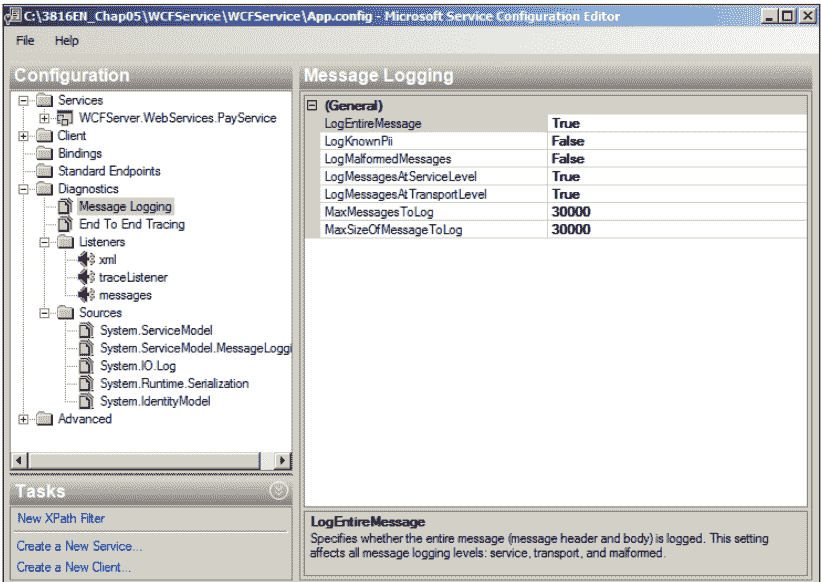 C:\3816EN_Chap05\WCFService\WCFService\App.config - Microsoft Service Configuration Editor
File Help
Configuration
Services
WCFServer.WebServices.PayService
Client
Bindings
Standard Endpoints
Diagnostics
Message Logging
End To End Tracing
Listeners
xml
traceListener
messages
Sources
System.ServiceModel
System.ServiceModel.MessageLoggi
System.IO.Log
System.Runtime.Serialization
System.IdentityModel
Advanced
Tasks
New XPath Filter
Create a New Service...
Create a New Client...
Message Logging
(General)
LogEntireMessage True
LogKnownPii False
LogMalformedMessages False
LogMessagesAtServiceLevel True
LogMessagesAtTransportLevel True
MaxMessagesToLog 30000
MaxSizeOfMessageToLog 30000
LogEntireMessage
Specifies whether the entire message (message header and body) is logged. This setting
affects all message logging levels: service, transport, and malformed.